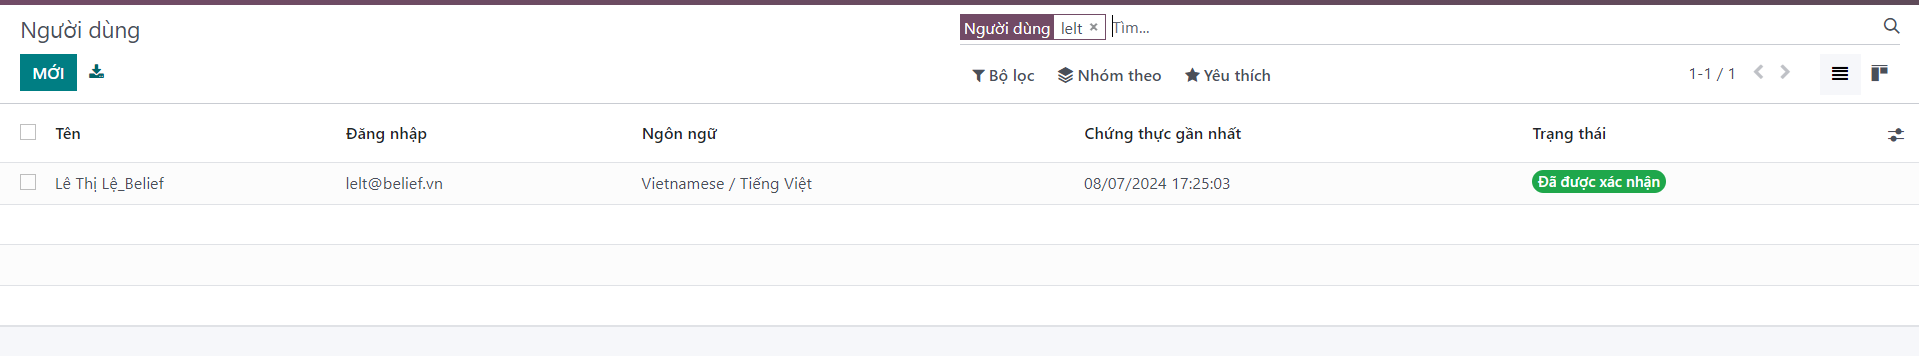 Người dùng
Người dùng lelt × Tìm...
MỚI
Bộ lọc Nhóm theo Yêu thích
1-1 / 1
Tên Đăng nhập Ngôn ngữ Chứng thực gần nhất Trạng thái
Lê Thị Lệ_Belief lelt@belief.vn Vietnamese / Tiếng Việt 08/07/2024 17:25:03 Đã được xác nhận